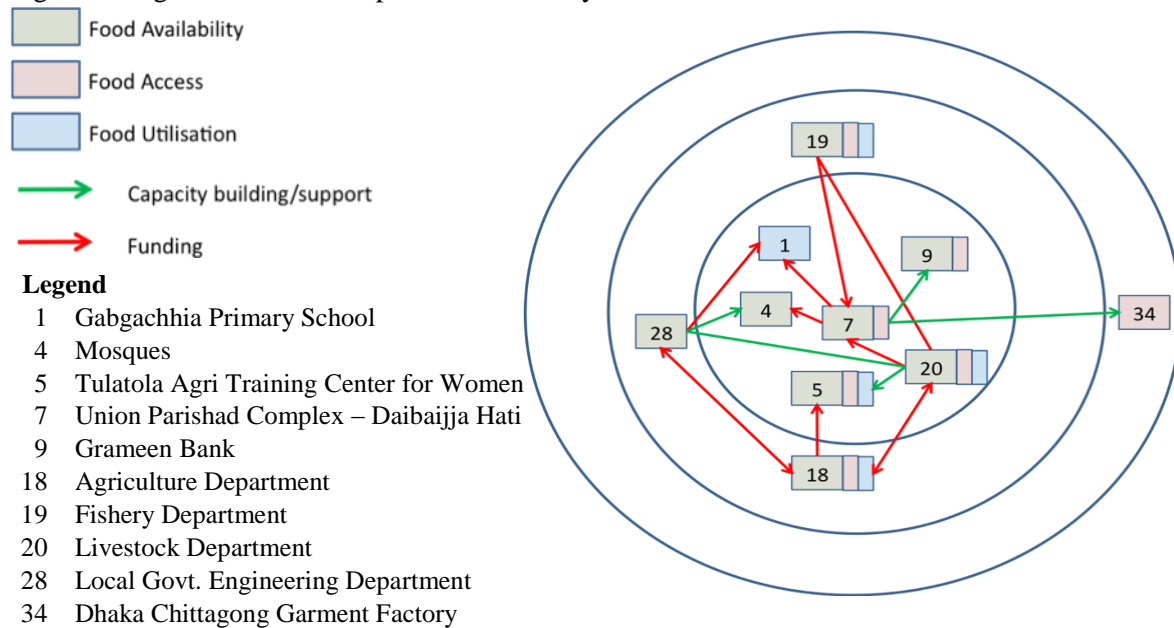 Food Availability
Food Access
Food Utilisation
Capacity building/support
Funding
Legend
1 Gabgachhia Primary School
4 Mosques
5 Tulatola Agri Training Center for Women
7 Union Parishad Complex – Daibaijja Hati
9 Grameen Bank
18 Agriculture Department
19 Fishery Department
20 Livestock Department
28 Local Govt. Engineering Department
34 Dhaka Chittagong Garment Factory
19
1
9
4
7
34
28
20
5
18